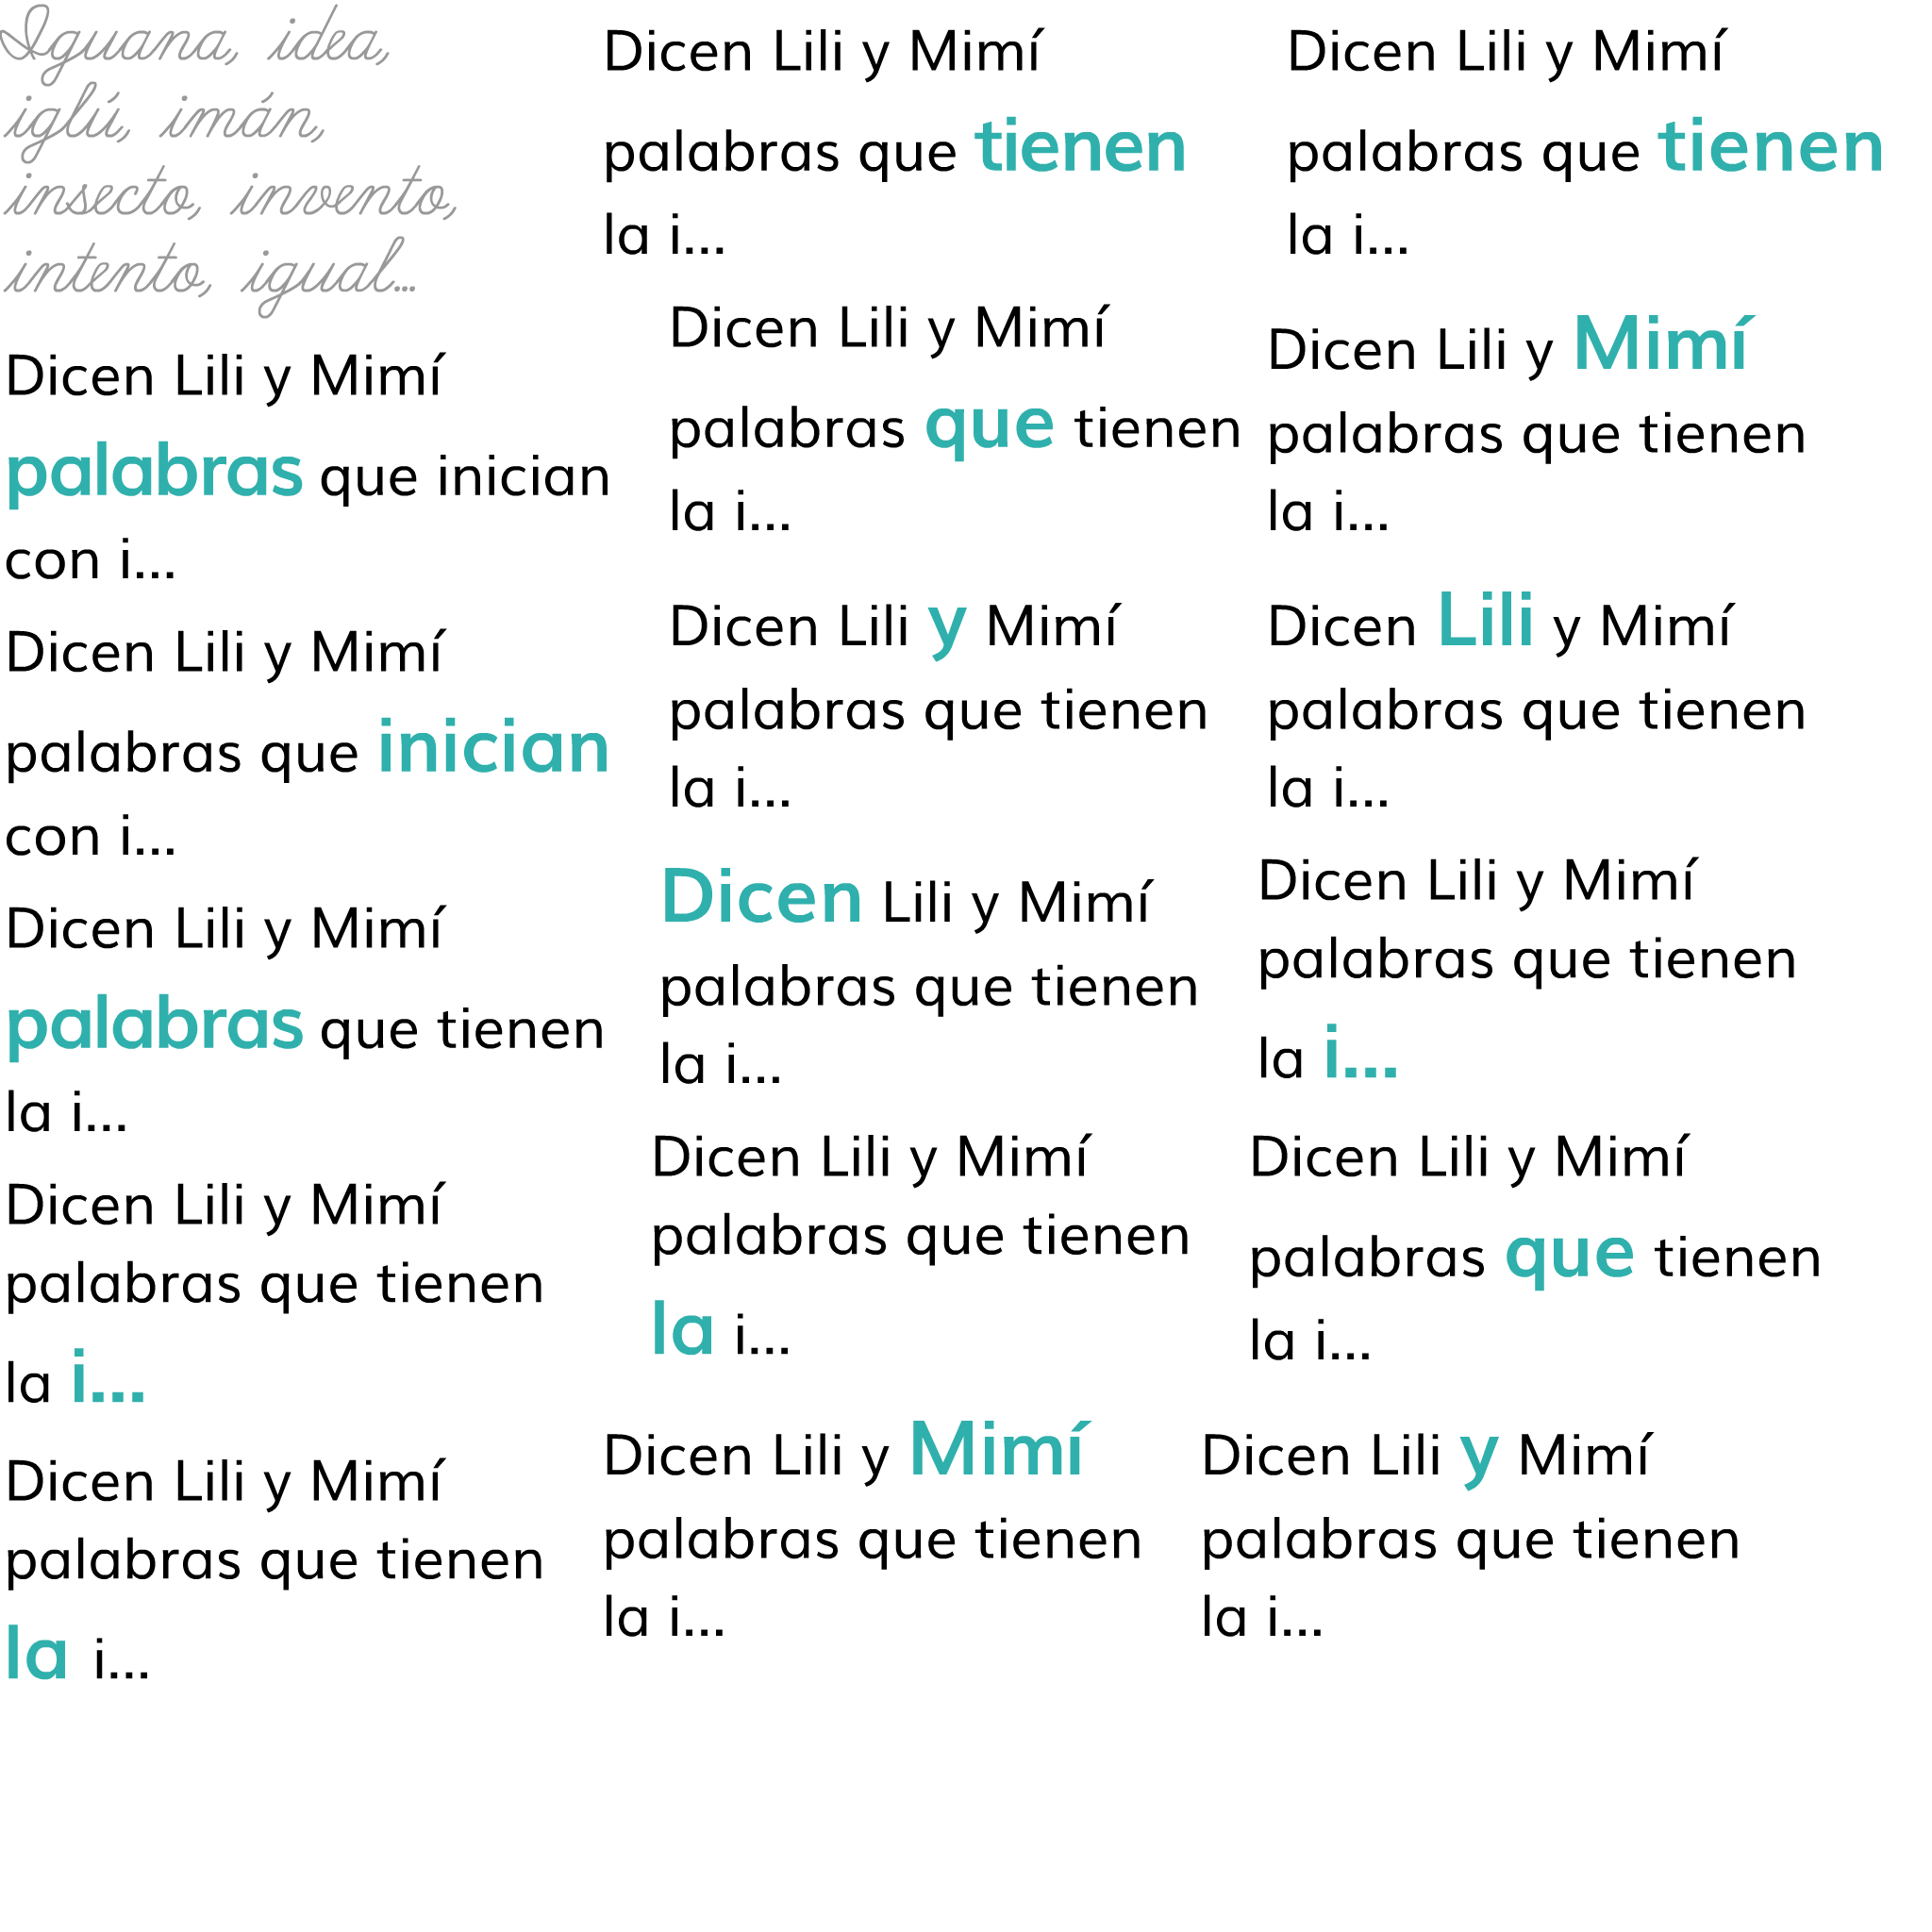 Iguana, idea,
iglú, imán,
insecto, invento,
intento, igual...
Dicen Lili y Mimí
palabras que inician
con i...
Dicen Lili y Mimí
palabras que inician
con i...
Dicen Lili y Mimí
palabras que tienen
la i...
Dicen Lili y Mimí
palabras que tienen
la i...
Dicen Lili y Mimí
palabras que tienen
la i...
Dicen Lili y Mimí
palabras que tienen
la i...
Dicen Lili y Mimí
palabras que tienen
la i...
Dicen Lili y Mimí
palabras que tienen
la i...
Dicen Lili y Mimí
palabras que tienen
la i...
Dicen Lili y Mimí
palabras que tienen
la i...
Dicen Lili y Mimí
palabras que tienen
la i...
Dicen Lili y Mimí
palabras que tienen
la i...
Dicen Lili y Mimí
palabras que tienen
la i...
Dicen Lili y Mimí
palabras que tienen
la i...
Dicen Lili y Mimí
palabras que tienen
la i...
Dicen Lili y Mimí
palabras que tienen
la i...
Dicen Lili y Mimí
palabras que tienen
la i...